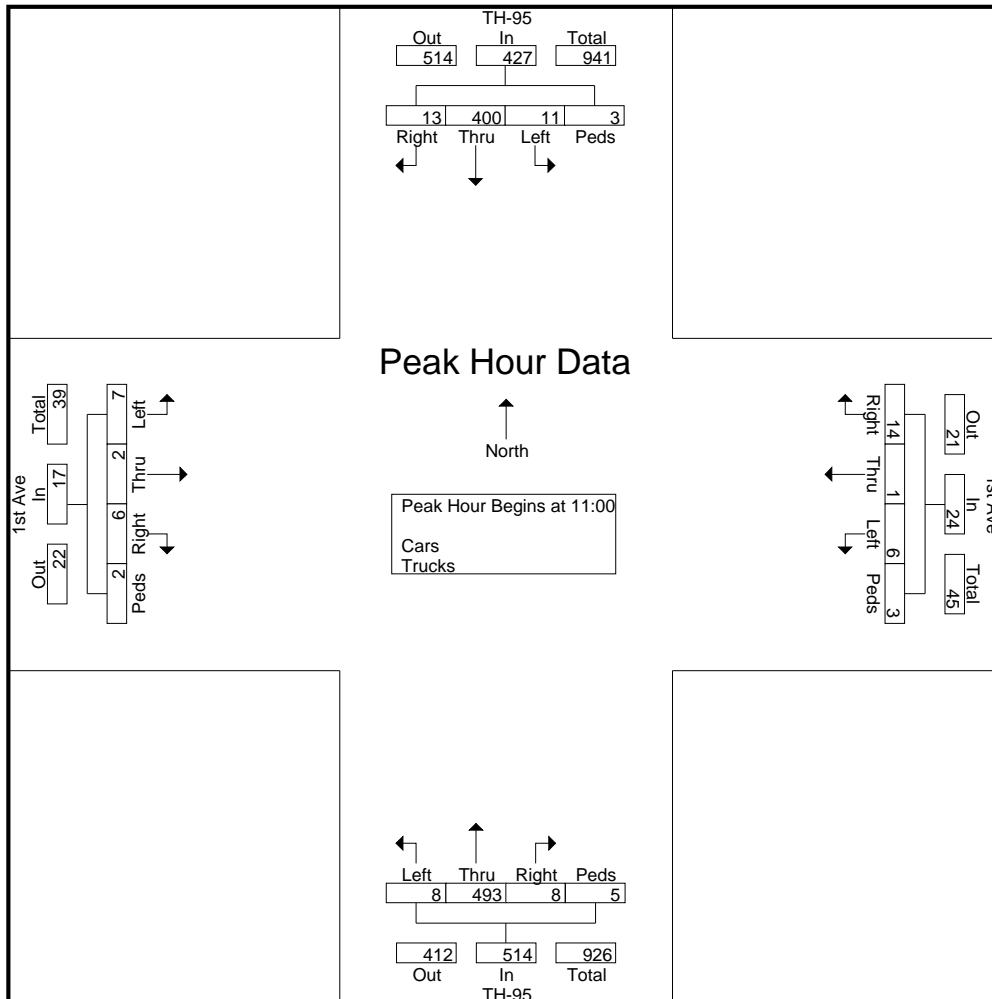 TH-95
Out In Total
514 427 941
13 400 11 3
Right Thru Left Peds
Peak Hour Data
North
Peak Hour Begins at 11:00
Cars
Trucks
1st Ave
Out In Total
22 17 39
2 6 2 7
Peds Right Thru Left
1st Ave
Out In Total
21 24 45
14 1 6 3
Right Thru Left Peds
Left Thru Right Peds
8 493 8 5
412 514 926
Out In Total
TH-95